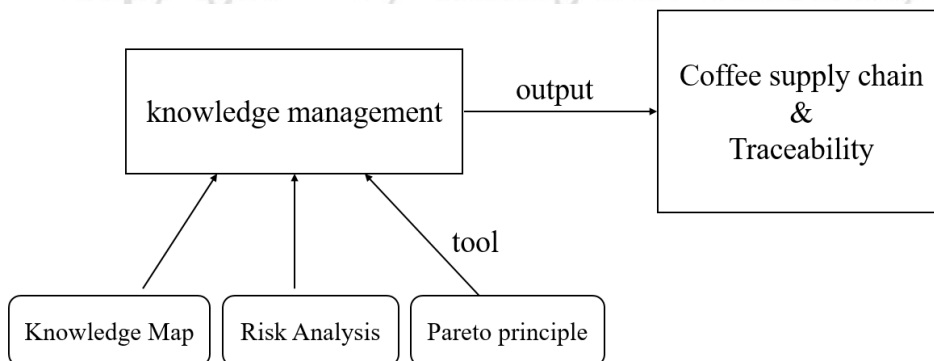 Coffee supply chain
&
Traceability
output
knowledge management
tool
Knowledge Map
Risk Analysis
Pareto principle